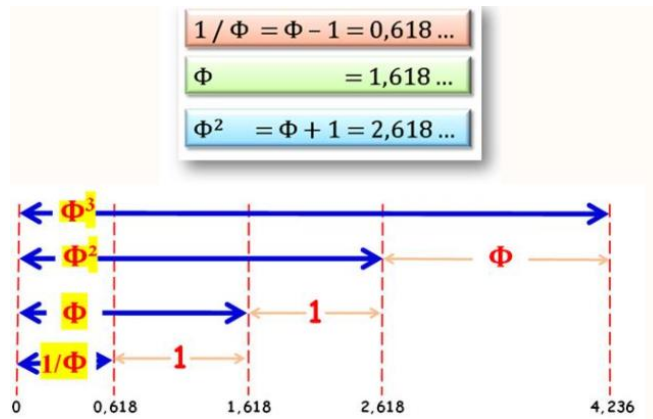 1 / Φ = Φ − 1 = 0,618 ...
Φ = 1,618 ...
Φ² = Φ + 1 = 2,618 ...
Φ³
Φ² Φ
Φ 1
1/Φ 1
0 0,618 1,618 2,618 4,236